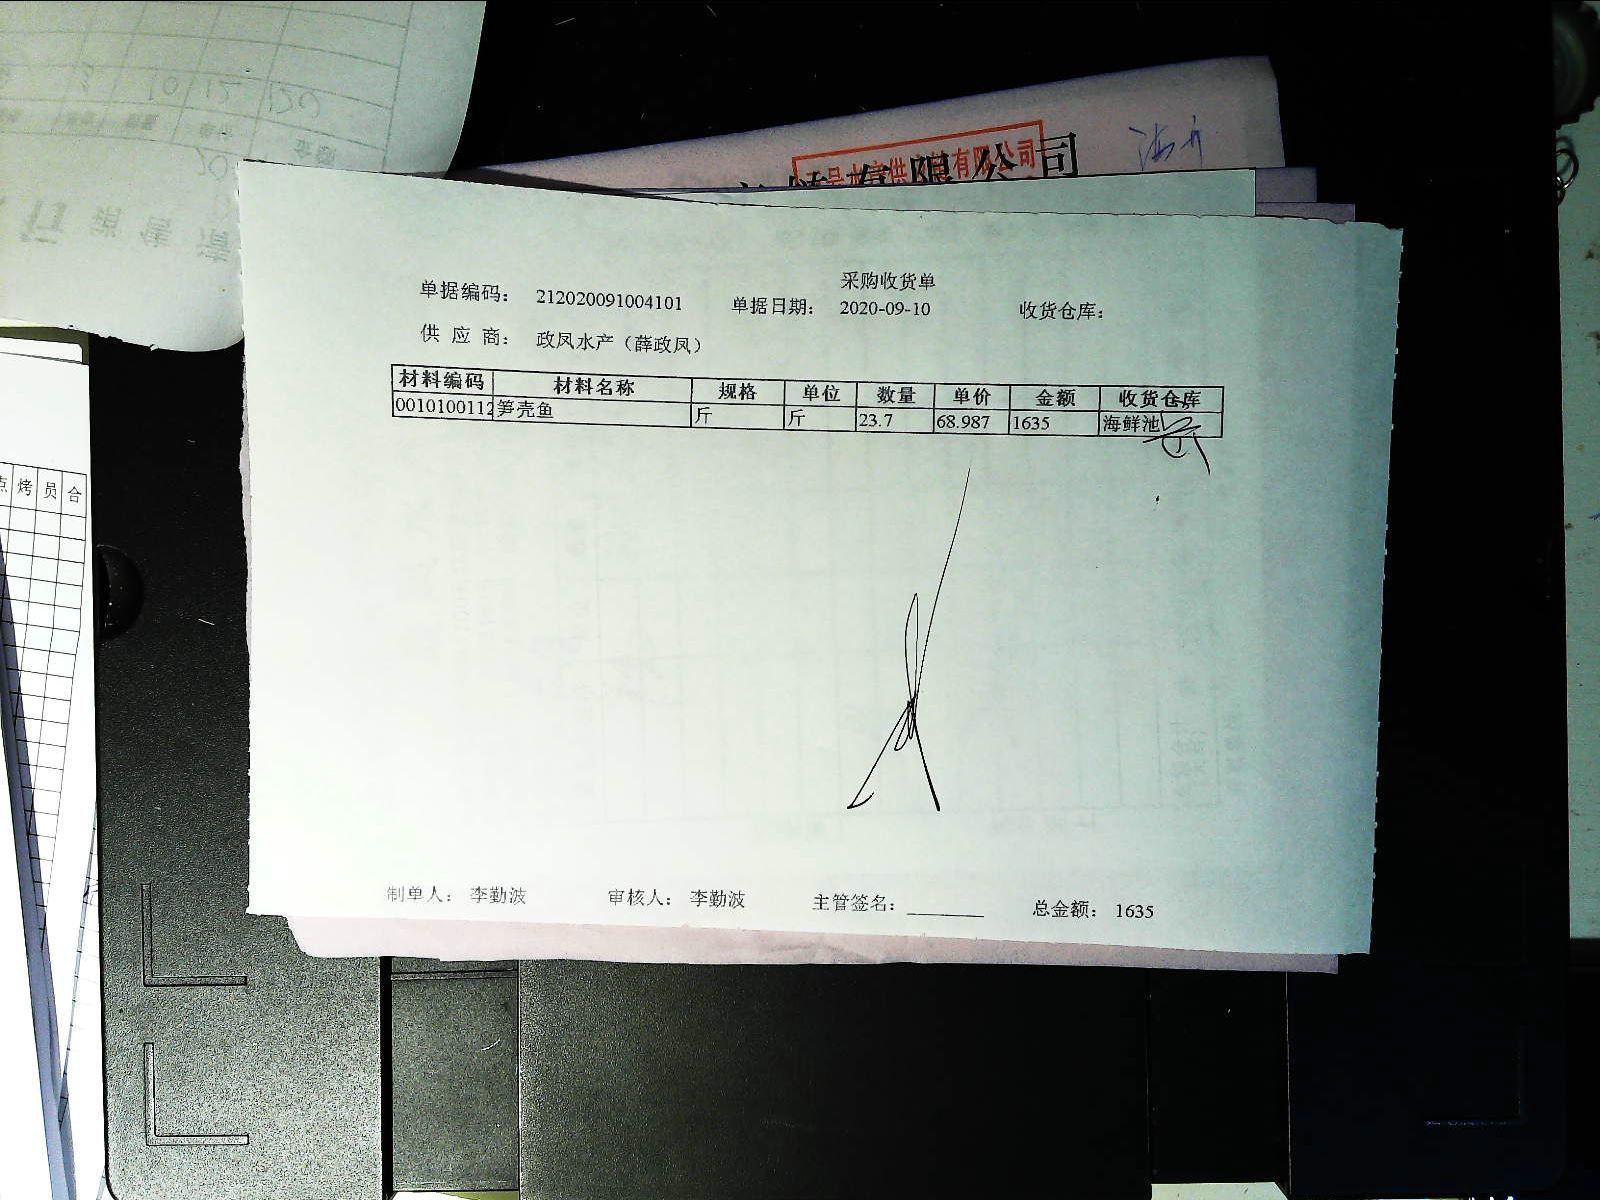 有限公司
采购收货单
单据编码： 212020091004101 单据日期： 2020-09-10 收货仓库：
供 应 商： 政凤水产（薛政凤）
材料编码 材料名称 规格 单位 数量 单价 金额 收货仓库
0010100112 笋壳鱼 斤 斤 23.7 68.987 1635 海鲜池
制单人： 李勤波 审核人： 李勤波 主管签名： ________ 总金额： 1635
烤 员 合